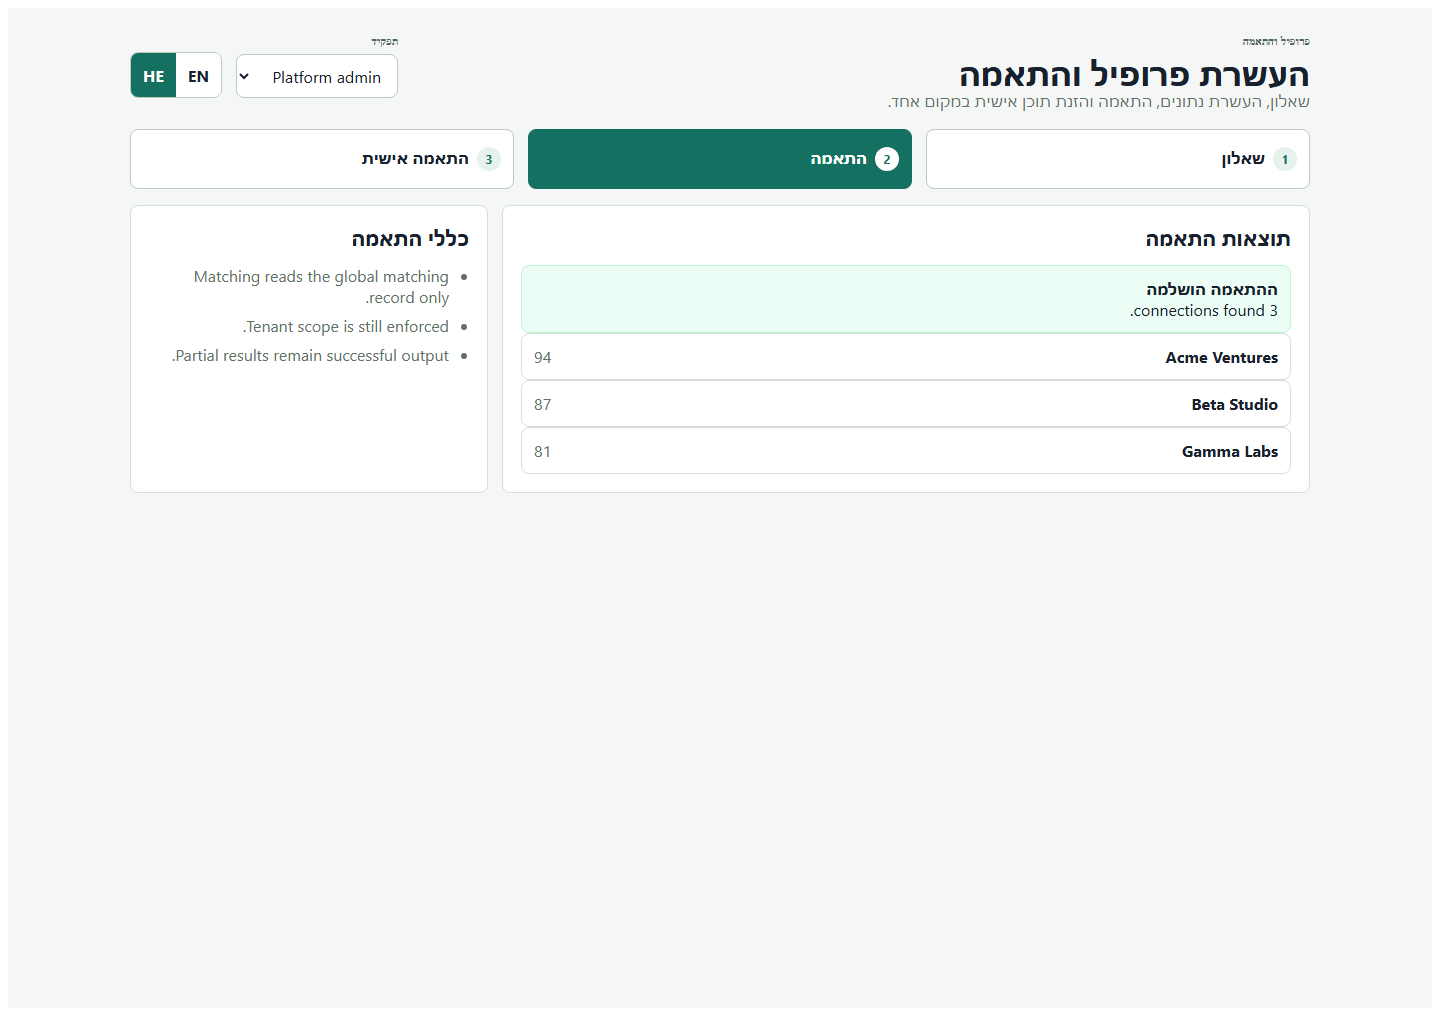 פרופיל והתאמה
העשרת פרופיל והתאמה
שאלון, העשרת נתונים, התאמה והזנת תוכן אישית במקום אחד.
תפקיד
Platform admin
EN
HE
1 שאלון
2 התאמה
3 התאמה אישית
תוצאות התאמה
ההתאמה הושלמה
3 connections found.
Acme Ventures 94
Beta Studio 87
Gamma Labs 81
כללי התאמה
Matching reads the global matching
record only.
Tenant scope is still enforced.
Partial results remain successful output.